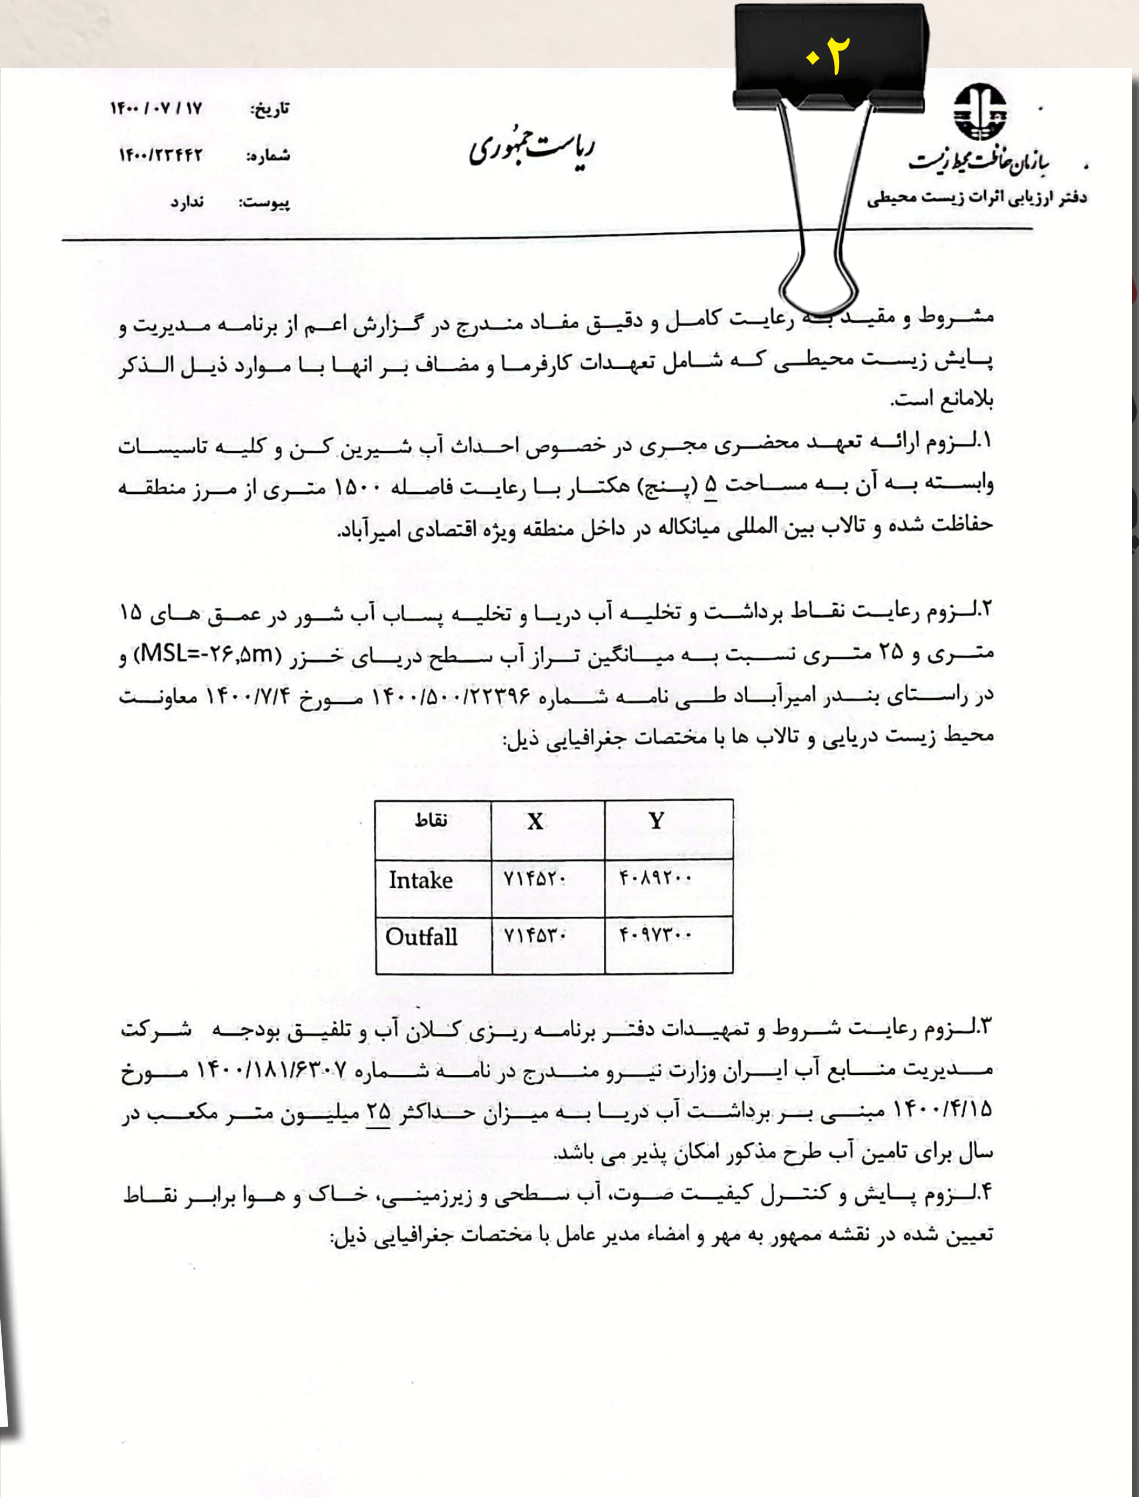 ۰۲
سازمان حفاظت محیط زیست
دفتر ارزیابی اثرات زیست محیطی
ریاست جمهوری
تاریخ: ۱۴۰۰ / ۰۷ / ۱۷
شماره: ۱۴۰۰/۲۳۴۴۲
پیوست: ندارد
مشروط و مقید به رعایت کامل و دقیق مفاد مندرج در گزارش اعم از برنامه مدیریت و
پایش زیست محیطی که شامل تعهدات کارفرما و مضاف بر انها با موارد ذیل الذکر
بلامانع است.
۱.لزوم ارائه تعهد محضری مجری در خصوص احداث آب شیرین کن و کلیه تاسیسات
وابسته به آن به مساحت ۵ (پنج) هکتار با رعایت فاصله ۱۵۰۰ متری از مرز منطقه
حفاظت شده و تالاب بین المللی میانکاله در داخل منطقه ویژه اقتصادی امیرآباد.
۲.لزوم رعایت نقاط برداشت و تخلیه آب دریا و تخلیه پساب آب شور در عمق های ۱۵
متری و ۲۵ متری نسبت به میانگین تراز آب سطح دریای خزر (MSL=-۲۶,۵m) و
در راستای بندر امیرآباد طی نامه شماره ۱۴۰۰/۵۰۰/۲۲۳۹۶ مورخ ۱۴۰۰/۷/۴ معاونت
محیط زیست دریایی و تالاب ها با مختصات جغرافیایی ذیل:
نقاط X Y
Intake ۷۱۴۵۲۰ ۴۰۸۹۲۰۰
Outfall ۷۱۴۵۳۰ ۴۰۹۷۳۰۰
۳.لزوم رعایت شروط و تمهیدات دفتر برنامه ریزی کلان آب و تلفیق بودجه شرکت
مدیریت منابع آب ایران وزارت نیرو مندرج در نامه شماره ۱۴۰۰/۱۸۱/۶۳۰۷ مورخ
۱۴۰۰/۴/۱۵ مبنی بر برداشت آب دریا به میزان حداکثر ۲۵ میلیون متر مکعب در
سال برای تامین آب طرح مذکور امکان پذیر می باشد.
۴.لزوم پایش و کنترل کیفیت صوت، آب سطحی و زیرزمینی، خاک و هوا برابر نقاط
تعیین شده در نقشه ممهور به مهر و امضاء مدیر عامل با مختصات جغرافیایی ذیل: